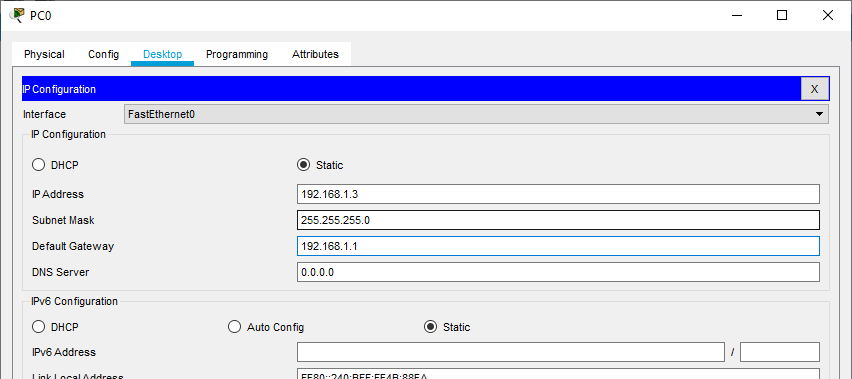 PC0
Physical Config Desktop Programming Attributes
IP Configuration X
Interface FastEthernet0
IP Configuration
DHCP Static
IP Address 192.168.1.3
Subnet Mask 255.255.255.0
Default Gateway 192.168.1.1
DNS Server 0.0.0.0
IPv6 Configuration
DHCP Auto Config Static
IPv6 Address /
Link Local Address FE80::240:BFF:FE4B:88FA